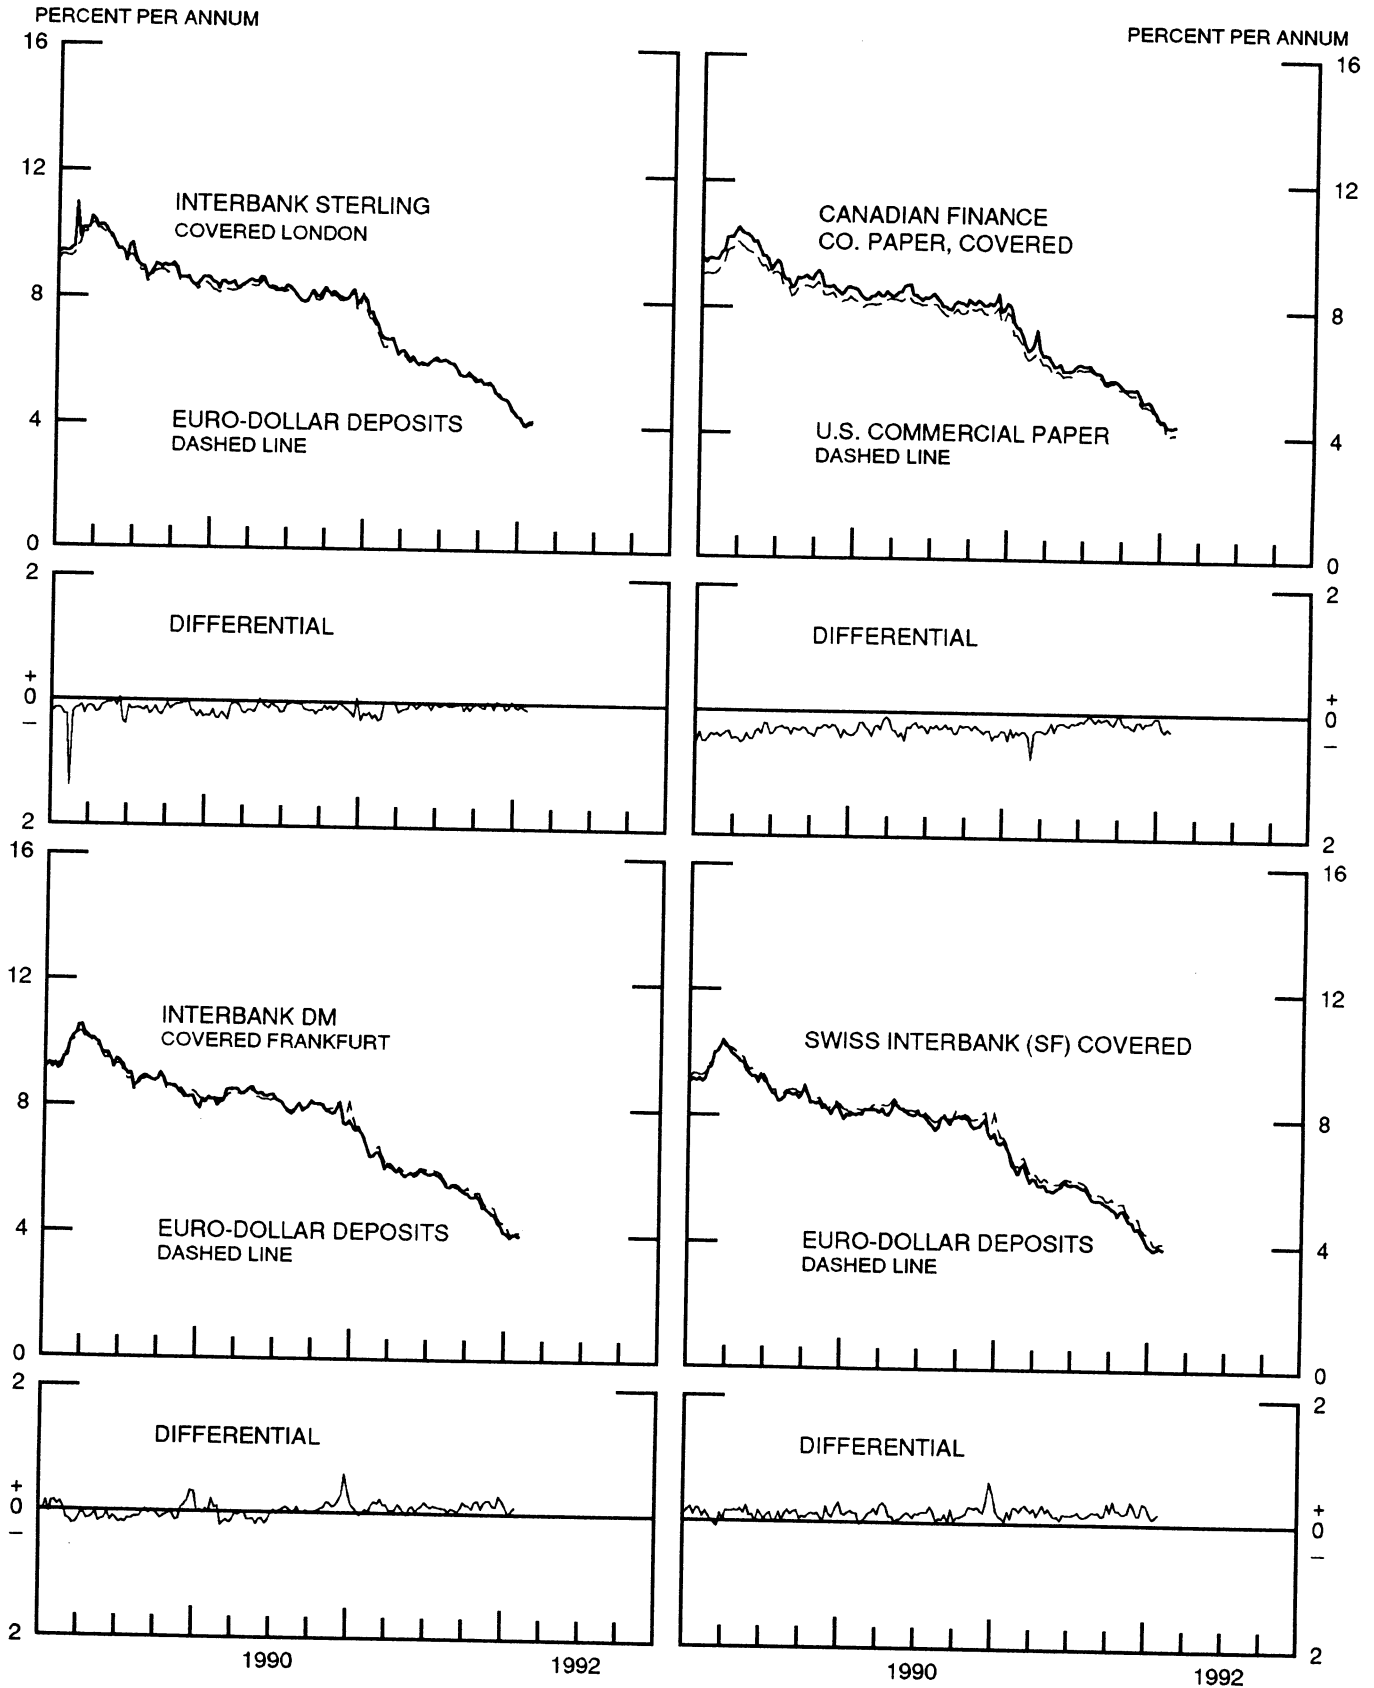 PERCENT PER ANNUM
16
12
8
4
0
INTERBANK STERLING
COVERED LONDON
EURO-DOLLAR DEPOSITS
DASHED LINE
PERCENT PER ANNUM
16
12
8
4
0
CANADIAN FINANCE
CO. PAPER, COVERED
U.S. COMMERCIAL PAPER
DASHED LINE
2
+
0
−
2
DIFFERENTIAL
2
+
0
−
2
DIFFERENTIAL
16
12
8
4
0
INTERBANK DM
COVERED FRANKFURT
EURO-DOLLAR DEPOSITS
DASHED LINE
16
12
8
4
0
SWISS INTERBANK (SF) COVERED
EURO-DOLLAR DEPOSITS
DASHED LINE
2
+
0
−
2
DIFFERENTIAL
1990 1992
2
+
0
−
2
DIFFERENTIAL
1990 1992